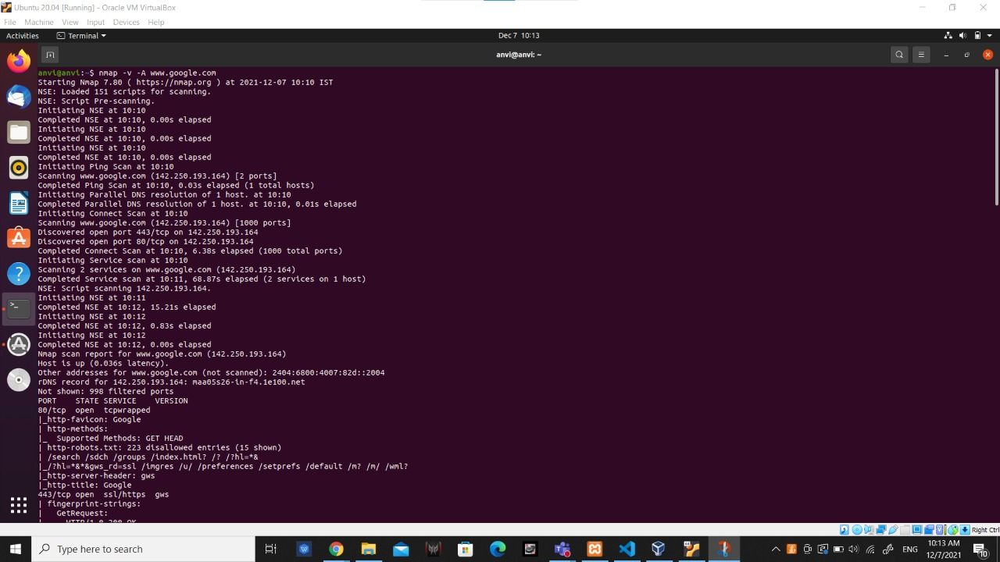 Ubuntu 20.04 [Running] - Oracle VM VirtualBox
File Machine View Input Devices Help
Activities Terminal Dec 7 10:13
anvi@anvi: ~
anvi@anvi:~$ nmap -v -A www.google.com
Starting Nmap 7.80 ( https://nmap.org ) at 2021-12-07 10:10 IST
NSE: Loaded 151 scripts for scanning.
NSE: Script Pre-scanning.
Initiating NSE at 10:10
Completed NSE at 10:10, 0.00s elapsed
Initiating NSE at 10:10
Completed NSE at 10:10, 0.00s elapsed
Initiating NSE at 10:10
Completed NSE at 10:10, 0.00s elapsed
Initiating Ping Scan at 10:10
Scanning www.google.com (142.250.193.164) [2 ports]
Completed Ping Scan at 10:10, 0.03s elapsed (1 total hosts)
Initiating Parallel DNS resolution of 1 host. at 10:10
Completed Parallel DNS resolution of 1 host. at 10:10, 0.01s elapsed
Initiating Connect Scan at 10:10
Scanning www.google.com (142.250.193.164) [1000 ports]
Discovered open port 443/tcp on 142.250.193.164
Discovered open port 80/tcp on 142.250.193.164
Completed Connect Scan at 10:10, 6.38s elapsed (1000 total ports)
Initiating Service scan at 10:10
Scanning 2 services on www.google.com (142.250.193.164)
Completed Service scan at 10:11, 68.87s elapsed (2 services on 1 host)
NSE: Script scanning 142.250.193.164.
Initiating NSE at 10:11
Completed NSE at 10:12, 15.21s elapsed
Initiating NSE at 10:12
Completed NSE at 10:12, 0.83s elapsed
Initiating NSE at 10:12
Completed NSE at 10:12, 0.00s elapsed
Nmap scan report for www.google.com (142.250.193.164)
Host is up (0.036s latency).
Other addresses for www.google.com (not scanned): 2404:6800:4007:82d::2004
rDNS record for 142.250.193.164: maa05s26-in-f4.1e100.net
Not shown: 998 filtered ports
PORT    STATE SERVICE    VERSION
80/tcp  open  tcpwrapped
|_http-favicon: Google
| http-methods:
|_  Supported Methods: GET HEAD
| http-robots.txt: 223 disallowed entries (15 shown)
| /search /sdch /groups /index.html? /? /?hl=*&
|_/?hl=*&*&gws_rd=ssl /imgres /u/ /preferences /setprefs /default /m? /m/ /wml?
|_http-server-header: gws
|_http-title: Google
443/tcp open  ssl/https  gws
| fingerprint-strings:
|   GetRequest:
|     HTTP/1.0 200 OK
Right Ctrl
Type here to search
ENG
10:13 AM
12/7/2021
10